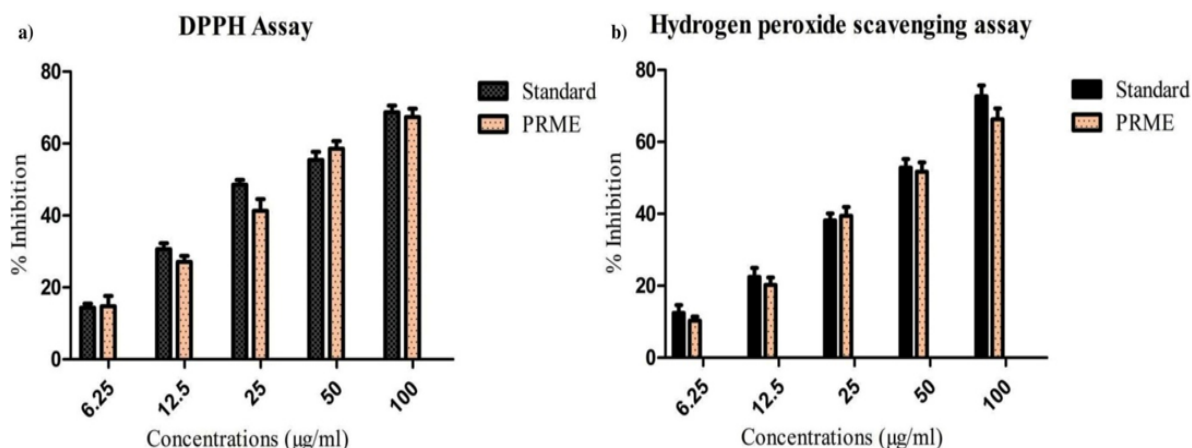 a)
DPPH Assay
80
60
40
20
0
% Inhibition
6.25
12.5
25
50
100
Concentrations (µg/ml)
Standard
PRME
b)
Hydrogen peroxide scavenging assay
80
60
40
20
0
% Inhibition
6.25
12.5
25
50
100
Concentrations (µg/ml)
Standard
PRME